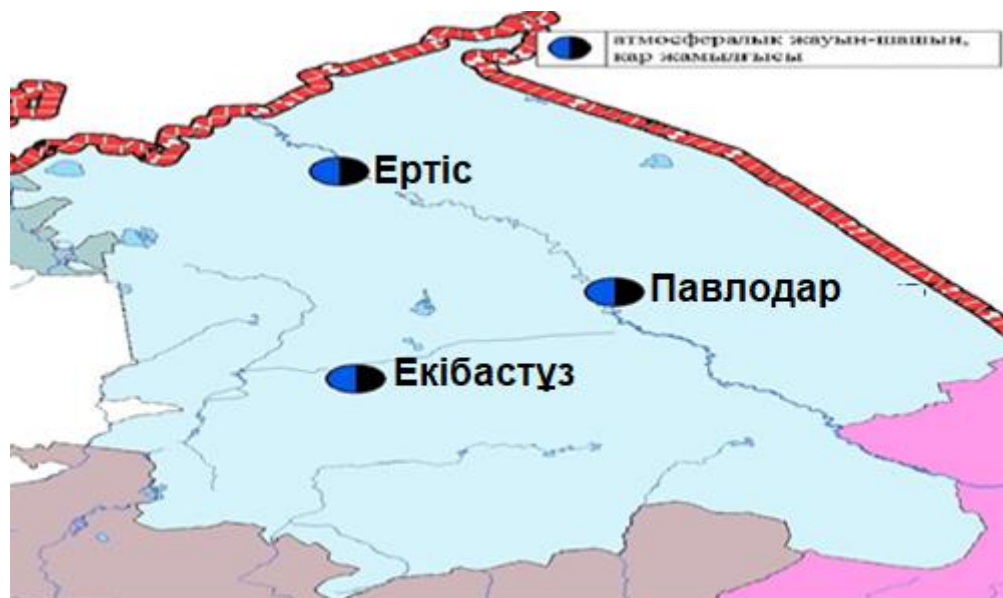 атмосфералық жауын-шашын,
қар жамылғысы
Ертіс
Павлодар
Екібастұз